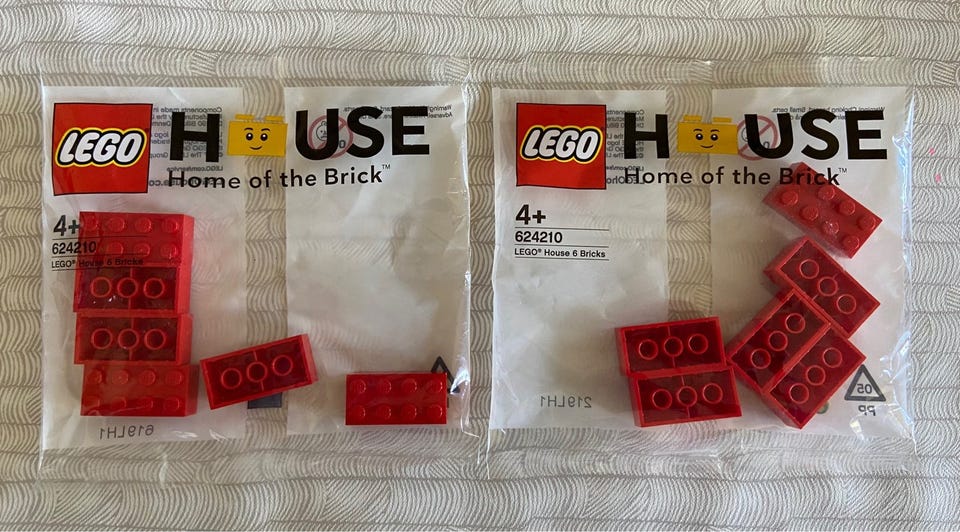 LEGO HOUSE
Home of the Brick™
4+
624210
LEGO® House 6 Bricks
619LH1
LEGO HOUSE
Home of the Brick™
4+
624210
LEGO® House 6 Bricks
219LH1
05
PP